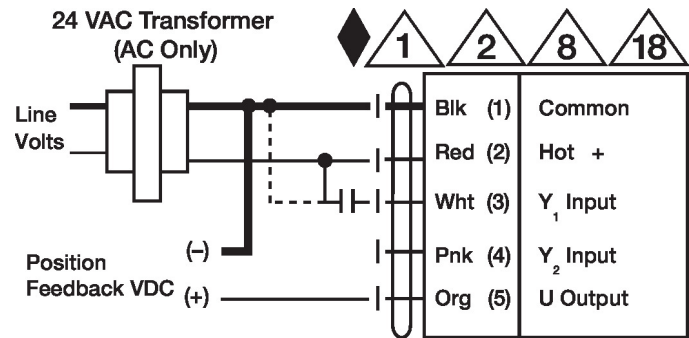 24 VAC Transformer
(AC Only)
1 2 8 18
Line
Volts
Blk (1) Common
Red (2) Hot +
Wht (3) Y1 Input
Pnk (4) Y2 Input
Org (5) U Output
(–)
Position
Feedback VDC (+)